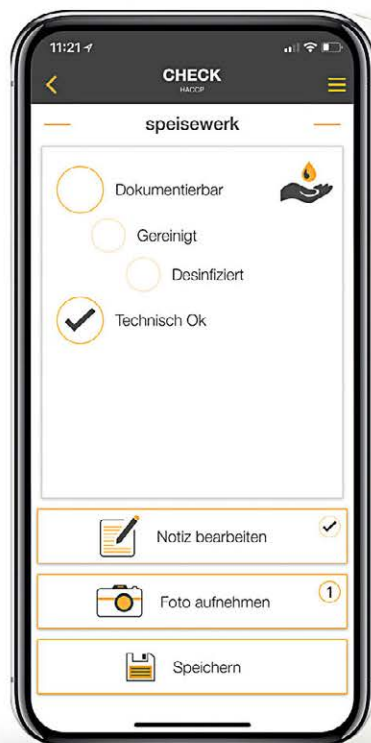 11:21
CHECK
HACCP
speisewerk
Dokumentierbar
Gereinigt
Desinfiziert
Technisch Ok
Notiz bearbeiten
Foto aufnehmen
1
Speichern